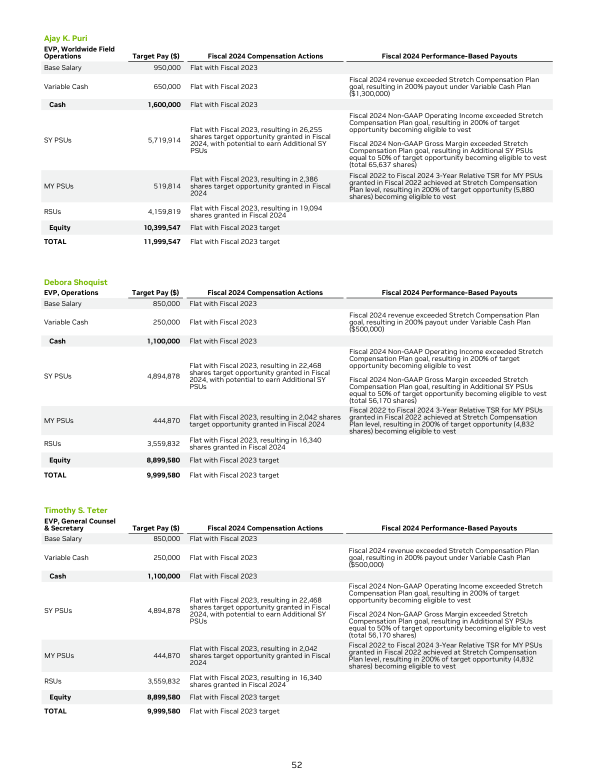 Ajay K. Puri
EVP, Worldwide Field
Operations Target Pay ($) Fiscal 2024 Compensation Actions Fiscal 2024 Performance-Based Payouts
Base Salary 950,000 Flat with Fiscal 2023
Variable Cash 650,000 Flat with Fiscal 2023
Fiscal 2024 revenue exceeded Stretch Compensation Plan
goal, resulting in 200% payout under Variable Cash Plan
($1,300,000)
Cash 1,600,000 Flat with Fiscal 2023
SY PSUs 5,719,914
Flat with Fiscal 2023, resulting in 26,255
shares target opportunity granted in Fiscal
2024, with potential to earn Additional SY
PSUs
Fiscal 2024 Non-GAAP Operating Income exceeded Stretch
Compensation Plan goal, resulting in 200% of target
opportunity becoming eligible to vest
Fiscal 2024 Non-GAAP Gross Margin exceeded Stretch
Compensation Plan goal, resulting in Additional SY PSUs
equal to 50% of target opportunity becoming eligible to vest
(total 65,637 shares)
MY PSUs 519,814
Flat with Fiscal 2023, resulting in 2,386
shares target opportunity granted in Fiscal
2024
Fiscal 2022 to Fiscal 2024 3-Year Relative TSR for MY PSUs
granted in Fiscal 2022 achieved at Stretch Compensation
Plan level, resulting in 200% of target opportunity (5,880
shares) becoming eligible to vest
RSUs 4,159,819
Flat with Fiscal 2023, resulting in 19,094
shares granted in Fiscal 2024
Equity 10,399,547 Flat with Fiscal 2023 target
TOTAL 11,999,547 Flat with Fiscal 2023 target
Debora Shoquist
EVP, Operations Target Pay ($) Fiscal 2024 Compensation Actions Fiscal 2024 Performance-Based Payouts
Base Salary 850,000 Flat with Fiscal 2023
Variable Cash 250,000 Flat with Fiscal 2023
Fiscal 2024 revenue exceeded Stretch Compensation Plan
goal, resulting in 200% payout under Variable Cash Plan
($500,000)
Cash 1,100,000 Flat with Fiscal 2023
SY PSUs 4,894,878
Flat with Fiscal 2023, resulting in 22,468
shares target opportunity granted in Fiscal
2024, with potential to earn Additional SY
PSUs
Fiscal 2024 Non-GAAP Operating Income exceeded Stretch
Compensation Plan goal, resulting in 200% of target
opportunity becoming eligible to vest
Fiscal 2024 Non-GAAP Gross Margin exceeded Stretch
Compensation Plan goal, resulting in Additional SY PSUs
equal to 50% of target opportunity becoming eligible to vest
(total 56,170 shares)
MY PSUs 444,870
Flat with Fiscal 2023, resulting in 2,042 shares
target opportunity granted in Fiscal 2024
Fiscal 2022 to Fiscal 2024 3-Year Relative TSR for MY PSUs
granted in Fiscal 2022 achieved at Stretch Compensation
Plan level, resulting in 200% of target opportunity (4,832
shares) becoming eligible to vest
RSUs 3,559,832
Flat with Fiscal 2023, resulting in 16,340
shares granted in Fiscal 2024
Equity 8,899,580 Flat with Fiscal 2023 target
TOTAL 9,999,580 Flat with Fiscal 2023 target
Timothy S. Teter
EVP, General Counsel
& Secretary Target Pay ($) Fiscal 2024 Compensation Actions Fiscal 2024 Performance-Based Payouts
Base Salary 850,000 Flat with Fiscal 2023
Variable Cash 250,000 Flat with Fiscal 2023
Fiscal 2024 revenue exceeded Stretch Compensation Plan
goal, resulting in 200% payout under Variable Cash Plan
($500,000)
Cash 1,100,000 Flat with Fiscal 2023
SY PSUs 4,894,878
Flat with Fiscal 2023, resulting in 22,468
shares target opportunity granted in Fiscal
2024, with potential to earn Additional SY
PSUs
Fiscal 2024 Non-GAAP Operating Income exceeded Stretch
Compensation Plan goal, resulting in 200% of target
opportunity becoming eligible to vest
Fiscal 2024 Non-GAAP Gross Margin exceeded Stretch
Compensation Plan goal, resulting in Additional SY PSUs
equal to 50% of target opportunity becoming eligible to vest
(total 56,170 shares)
MY PSUs 444,870
Flat with Fiscal 2023, resulting in 2,042
shares target opportunity granted in Fiscal
2024
Fiscal 2022 to Fiscal 2024 3-Year Relative TSR for MY PSUs
granted in Fiscal 2022 achieved at Stretch Compensation
Plan level, resulting in 200% of target opportunity (4,832
shares) becoming eligible to vest
RSUs 3,559,832
Flat with Fiscal 2023, resulting in 16,340
shares granted in Fiscal 2024
Equity 8,899,580 Flat with Fiscal 2023 target
TOTAL 9,999,580 Flat with Fiscal 2023 target
52